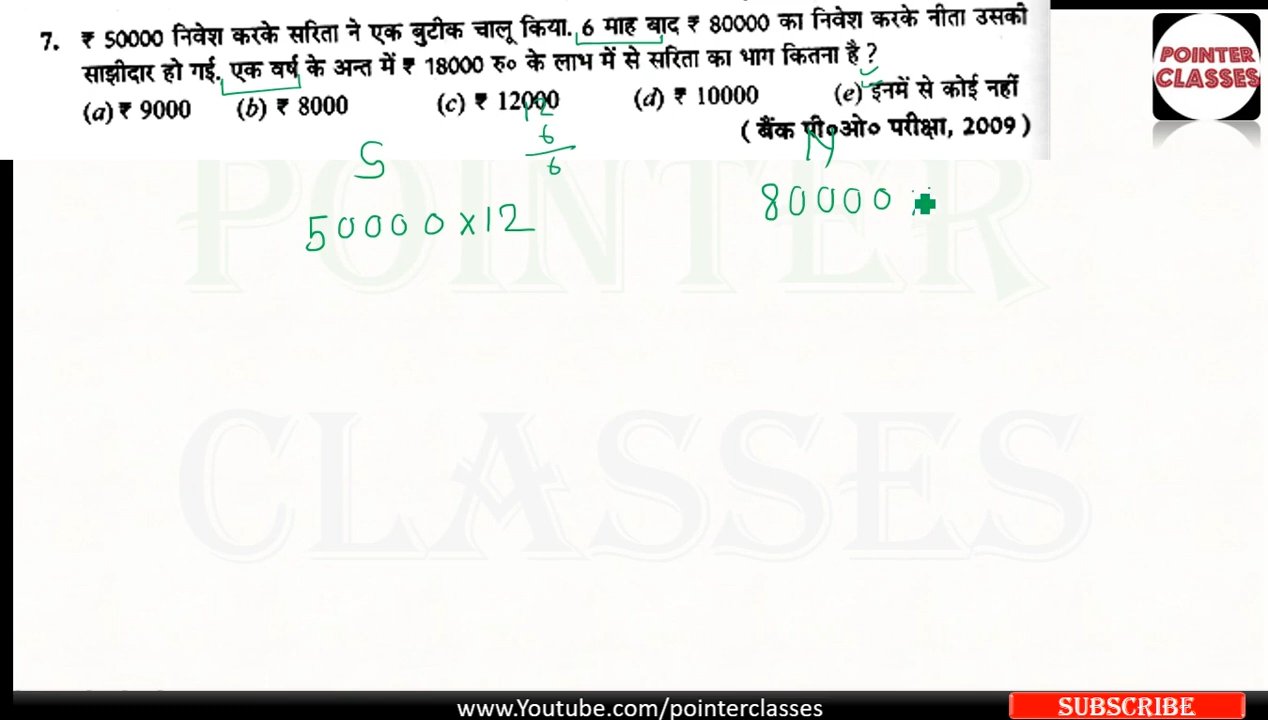 7. ₹ 50000 निवेश करके सरिता ने एक बुटीक चालू किया. 6 माह बाद ₹ 80000 का निवेश करके नीता उसकी
साझीदार हो गई. एक वर्ष के अन्त में ₹ 18000 रु० के लाभ में से सरिता का भाग कितना है ?
(a) ₹ 9000 (b) ₹ 8000 (c) ₹ 12000 (d) ₹ 10000 (e) इनमें से कोई नहीं
( बैंक पी०ओ० परीक्षा, 2009 )
POINTER
CLASSES
12
6
6
S N
50000 x 12 80000
POINTER
CLASSES
www.Youtube.com/pointerclasses SUBSCRIBE